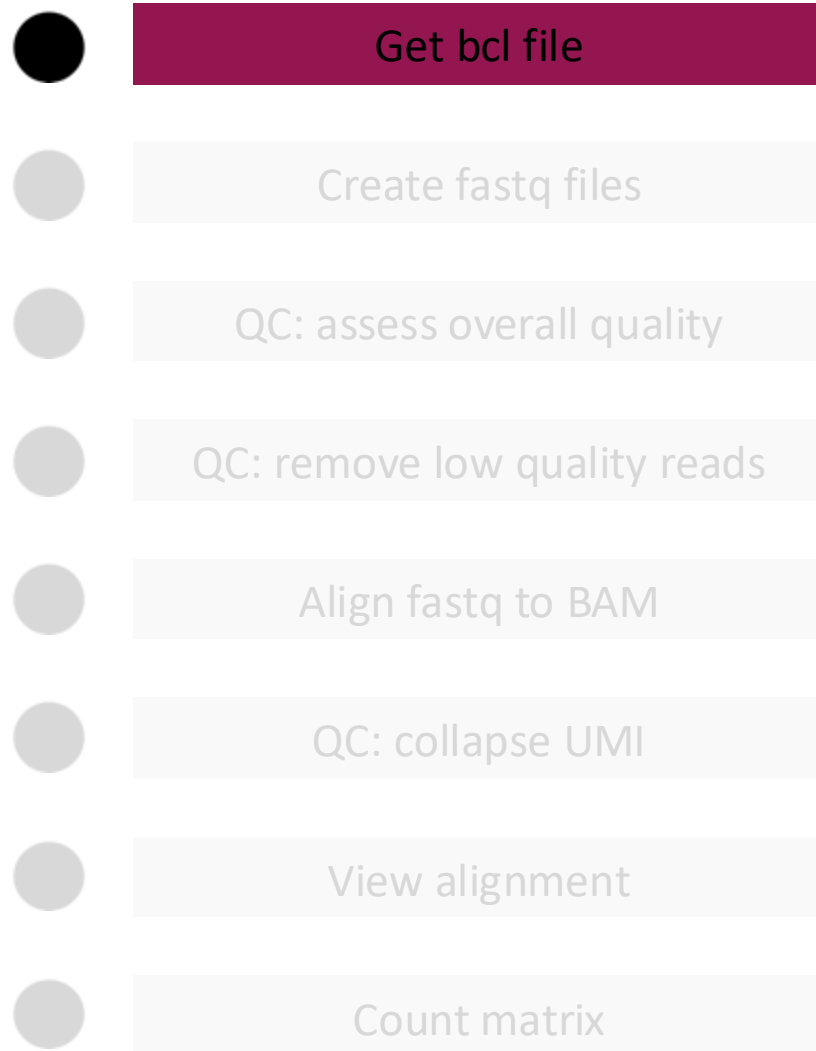 Get bcl file
Create fastq files
QC: assess overall quality
QC: remove low quality reads
Align fastq to BAM
QC: collapse UMI
View alignment
Count matrix